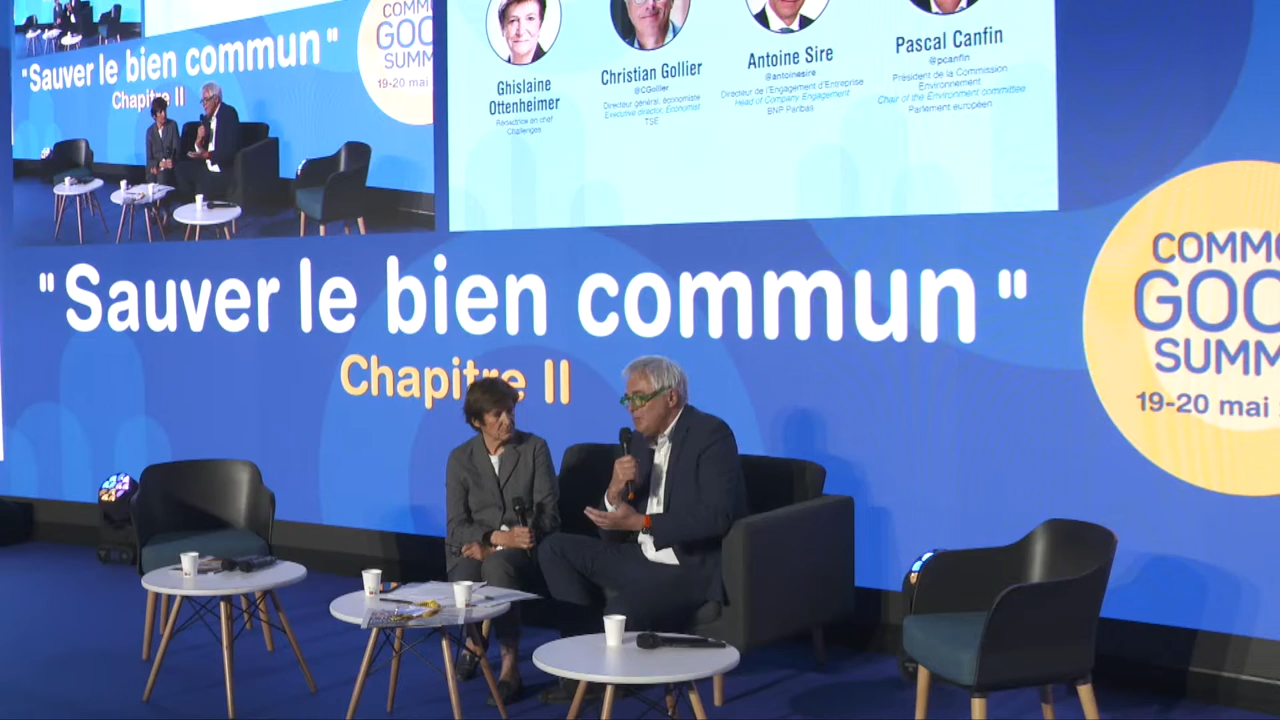 "Sauver le bien commun"
Chapitre II
COMM
GOO
SUMM
19-20 mai
Ghislaine
Ottenheimer
Rédactrice en chef
Challenges
Christian Gollier
@CGollier
Directeur général, économiste
Executive director, Economist
TSE
Antoine Sire
@antoinesire
Directeur de l'Engagement d'Entreprise
Head of Company Engagement
BNP Paribas
Pascal Canfin
@pcanfin
Président de la Commission
Environnement
Chair of the Environment committee
Parlement européen
"Sauver le bien commun"
Chapitre II
COMMO
GOO
SUMM
19-20 mai